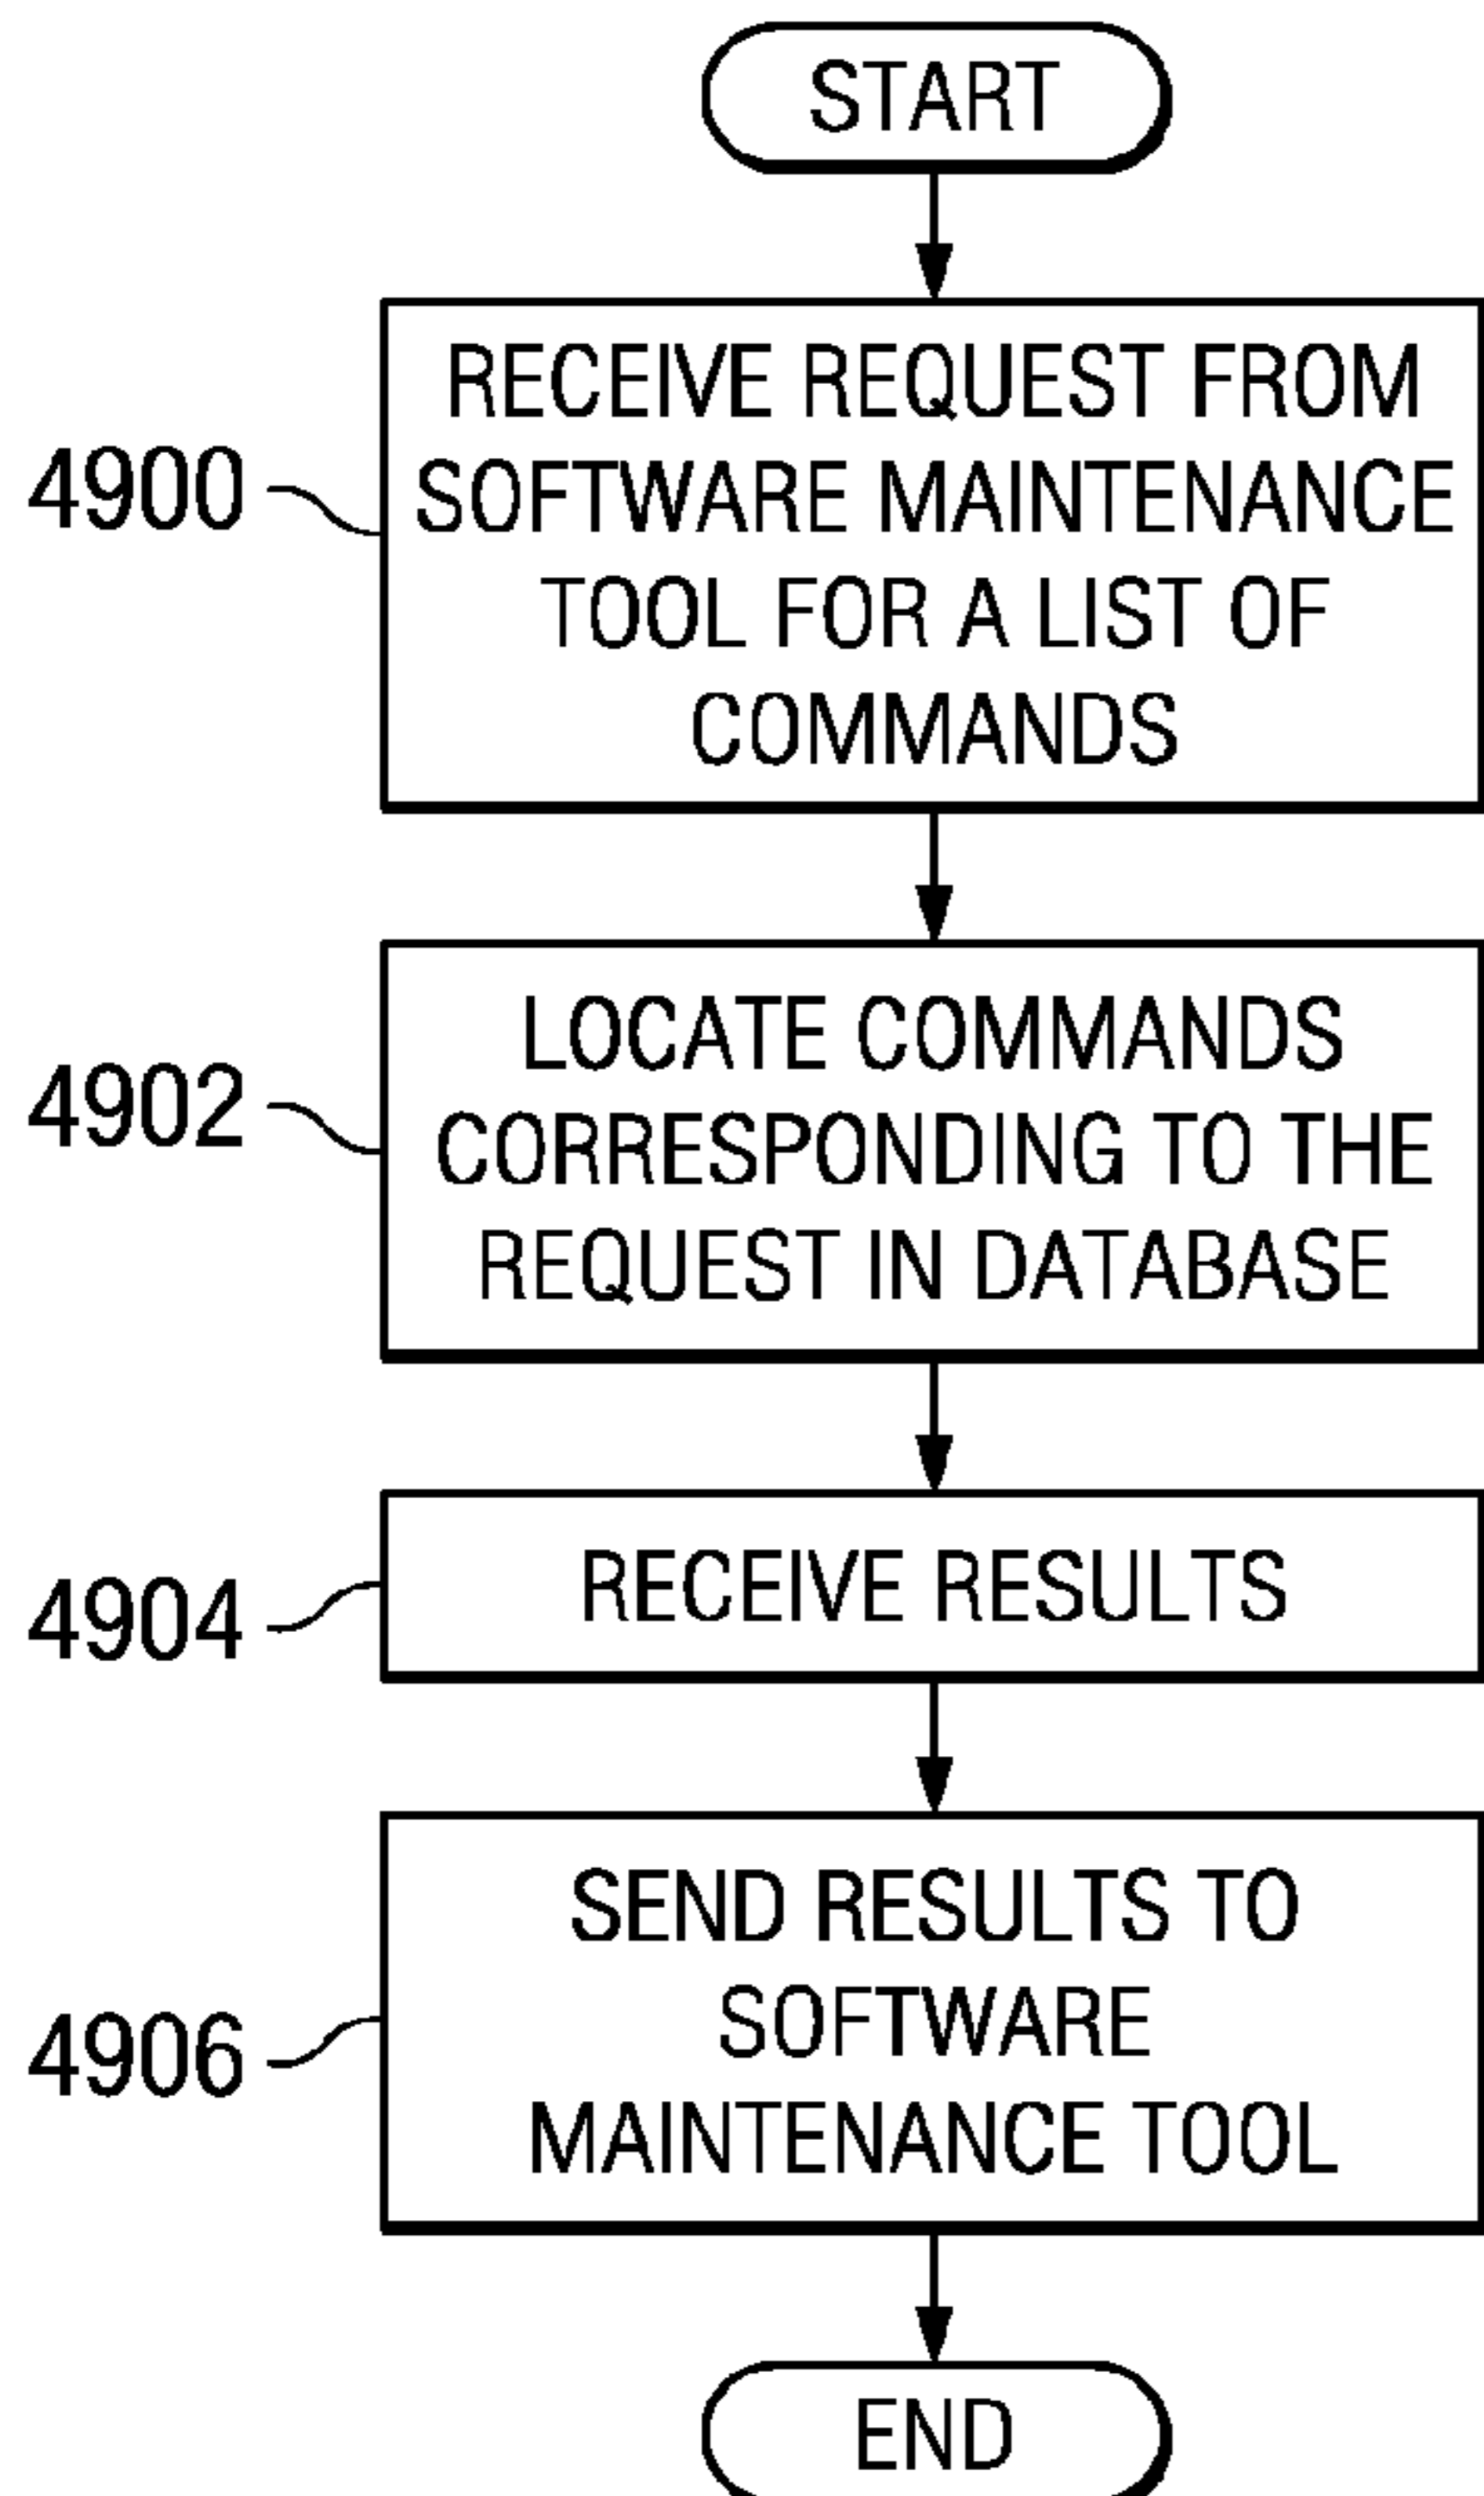 START
RECEIVE REQUEST FROM
SOFTWARE MAINTENANCE
TOOL FOR A LIST OF
COMMANDS
4900
LOCATE COMMANDS
CORRESPONDING TO THE
REQUEST IN DATABASE
4902
RECEIVE RESULTS
4904
SEND RESULTS TO
SOFTWARE
MAINTENANCE TOOL
4906
END